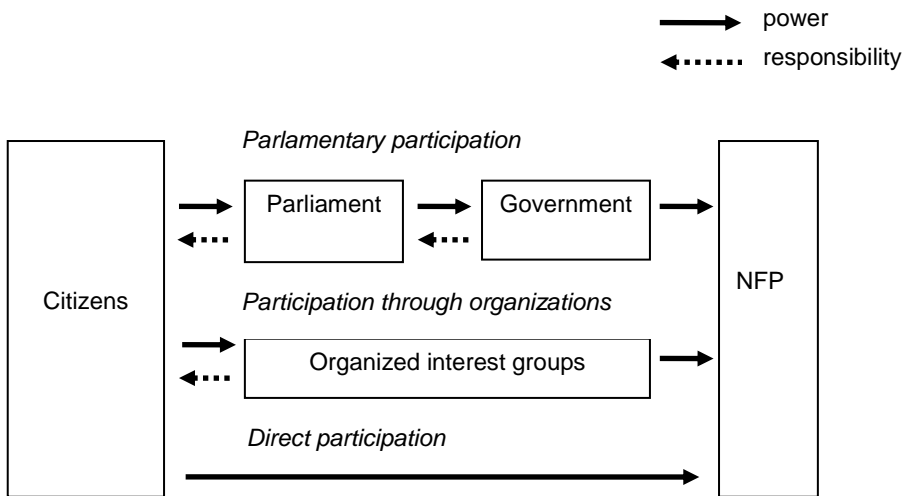 power
responsibility
Parlamentary participation
Parliament
Government
NFP
Citizens
Participation through organizations
Organized interest groups
Direct participation